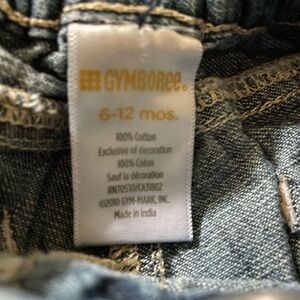 GYMBOREE®
6-12 mos.
100% Cotton
Exclusive of decoration
100% Coton
Sauf la décoration
RN70530/CA31802
©2010 GYM-MARK, INC.
Made in India